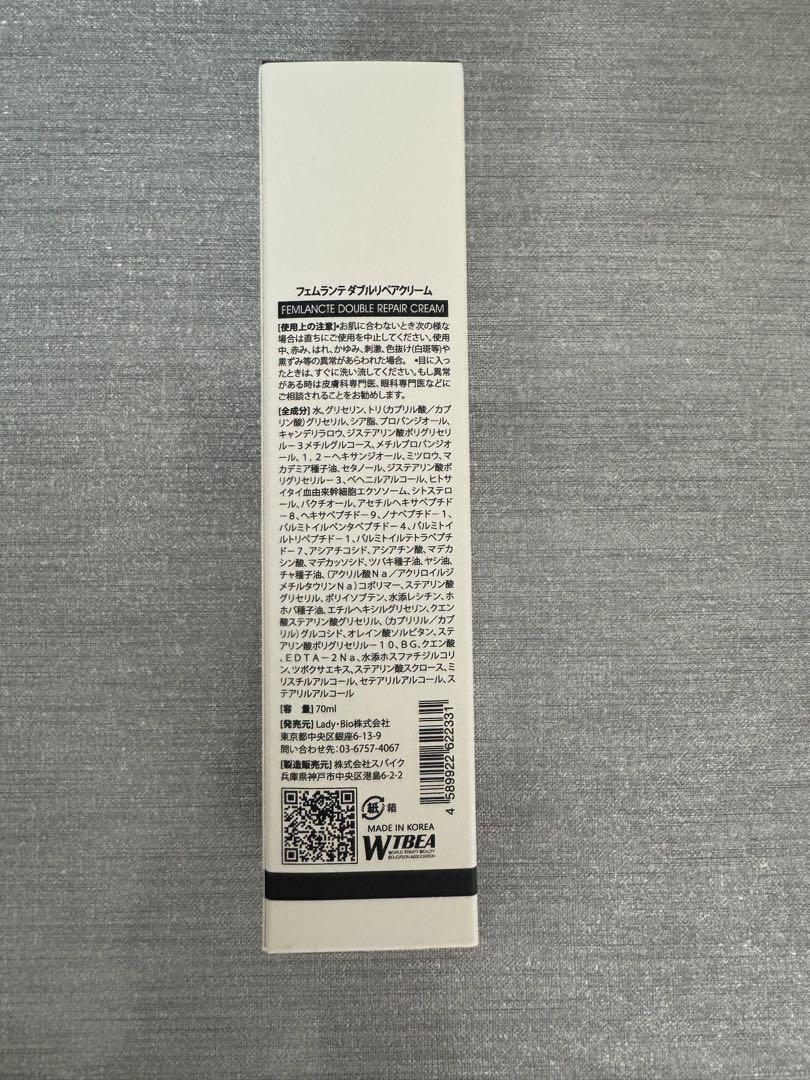 フェムランテ ダブルリペアクリーム
FEMLANCTE DOUBLE REPAIR CREAM
[使用上の注意]•お肌に合わないとき次の様な
場合は直ちにご使用を中止してください。使用
中、赤み、はれ、かゆみ、刺激、色抜け(白斑等)や
黒ずみ等の異常があらわれた場合。 •目に入っ
たときは、すぐに洗い流してください。もし異常
がある時は皮膚科専門医、眼科専門医などに
ご相談されることをお勧めします。
[全成分] 水、グリセリン、トリ(カプリル酸/カプ
リン酸)グリセリル、シア脂、プロパンジオール、
キャンデリラロウ、ジステアリン酸ポリグリセリ
ル−3メチルグルコース、メチルプロパンジオ
ール、1,2−ヘキサンジオール、ミツロウ、マ
カデミア種子油、セタノール、ジステアリン酸ポ
リグリセリル−3、ベヘニルアルコール、ヒトサ
イタイ血由来幹細胞エクソソーム、シトステロ
ール、バクチオール、アセチルヘキサペプチド
−8、ヘキサペプチド−9、ノナペプチド−1、
パルミトイルペンタペプチド−4、パルミトイ
ルトリペプチド−1、パルミトイルテトラペプチ
ド−7、アシアチコシド、アシアチン酸、マデカ
シン酸、マデカッソシド、ツバキ種子油、ヤシ油、
チャ種子油、(アクリル酸Na/アクリロイルジ
メチルタウリンNa)コポリマー、ステアリン酸
グリセリル、ポリイソブテン、水添レシチン、ホ
ホバ種子油、エチルヘキシルグリセリン、クエン
酸ステアリン酸グリセリル、(カプリリル/カプ
リル)グルコシド、オレイン酸ソルビタン、ステ
アリン酸ポリグリセリル−10、BG、クエン酸
、EDTA−2Na、水添ホスファチジルコリ
ン、ツボクサエキス、ステアリン酸スクロース、ミ
リスチルアルコール、セテアリルアルコール、ス
テアリルアルコール
[容 量] 70ml
[発売元] Lady・Bio株式会社
東京都中央区銀座6-13-9
問い合わせ先：03-6757-4067
[製造販売元] 株式会社スパイク
兵庫県神戸市中央区港島6-2-2
4 589922 622331
紙 箱
MADE IN KOREA
WTBEA
WORLD TRINITY BEAUTY
EDUCATION ASSOCIATION